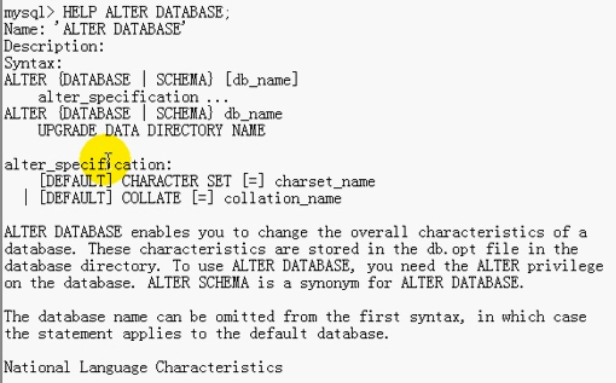 mysql> HELP ALTER DATABASE;
Name: 'ALTER DATABASE'
Description:
Syntax:
ALTER {DATABASE | SCHEMA} [db_name]
    alter_specification ...
ALTER {DATABASE | SCHEMA} db_name
    UPGRADE DATA DIRECTORY NAME

alter_specification:
    [DEFAULT] CHARACTER SET [=] charset_name
  | [DEFAULT] COLLATE [=] collation_name

ALTER DATABASE enables you to change the overall characteristics of a
database. These characteristics are stored in the db.opt file in the
database directory. To use ALTER DATABASE, you need the ALTER privilege
on the database. ALTER SCHEMA is a synonym for ALTER DATABASE.

The database name can be omitted from the first syntax, in which case
the statement applies to the default database.

National Language Characteristics